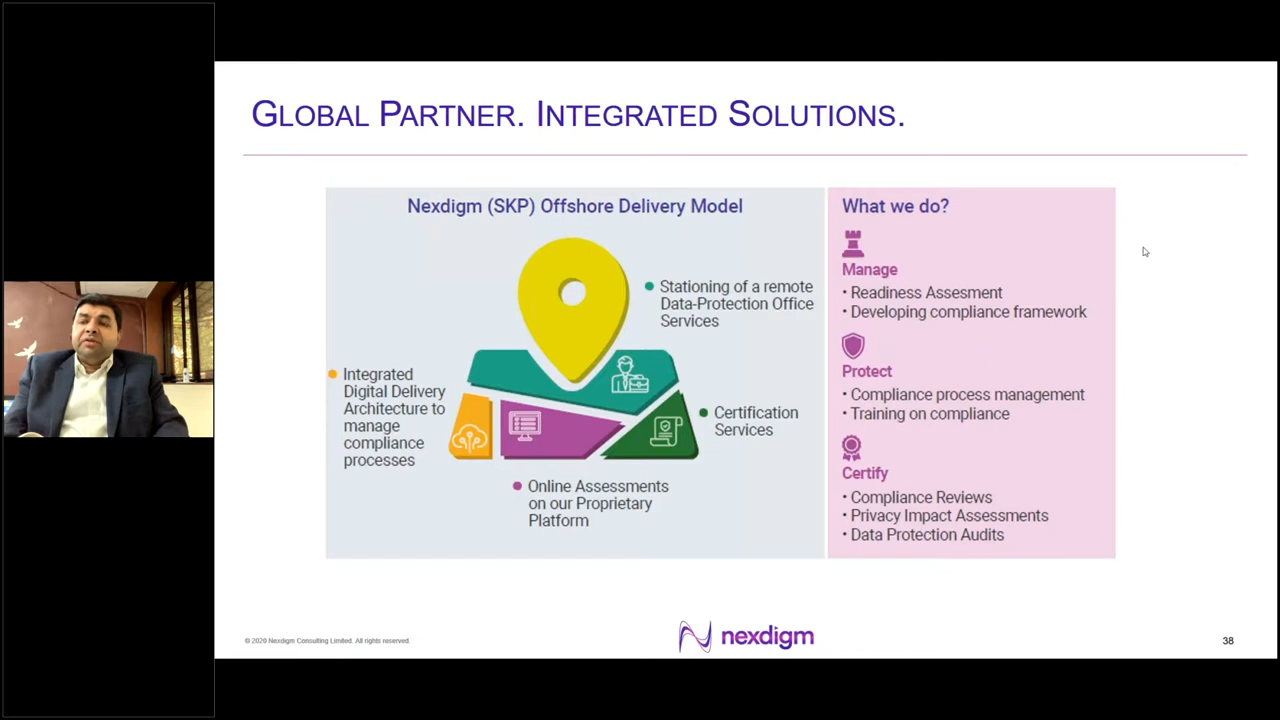 GLOBAL PARTNER. INTEGRATED SOLUTIONS.
Nexdigm (SKP) Offshore Delivery Model
Stationing of a remote
Data-Protection Office
Services
Integrated
Digital Delivery
Architecture to
manage
compliance
processes
Certification
Services
Online Assessments
on our Proprietary
Platform
What we do?
Manage
• Readiness Assesment
• Developing compliance framework
Protect
• Compliance process management
• Training on compliance
Certify
• Compliance Reviews
• Privacy Impact Assessments
• Data Protection Audits
© 2020 Nexdigm Consulting Limited. All rights reserved.
nexdigm
38